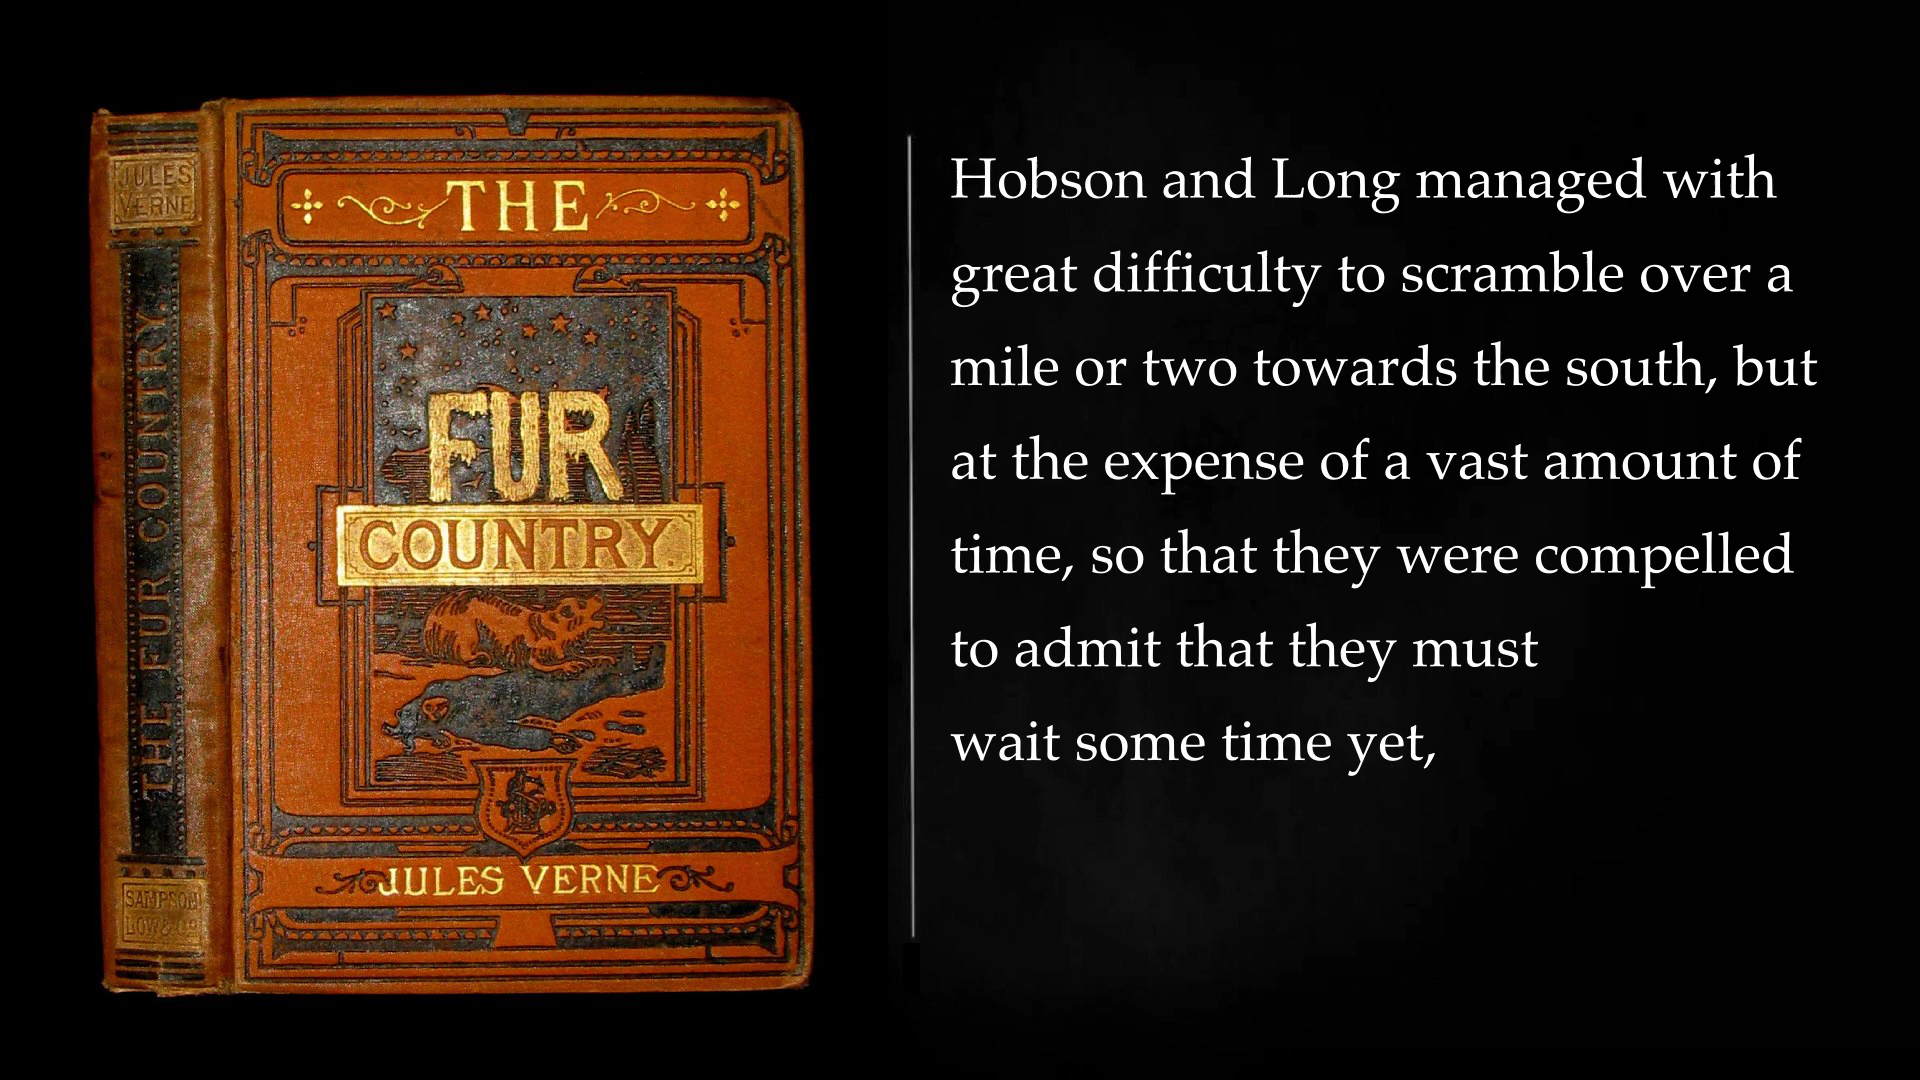 JULES
VERNE
THE FUR COUNTRY.
SAMPSON
LOW & Co
THE
FUR
COUNTRY.
JULES VERNE
Hobson and Long managed with
great difficulty to scramble over a
mile or two towards the south, but
at the expense of a vast amount of
time, so that they were compelled
to admit that they must
wait some time yet,